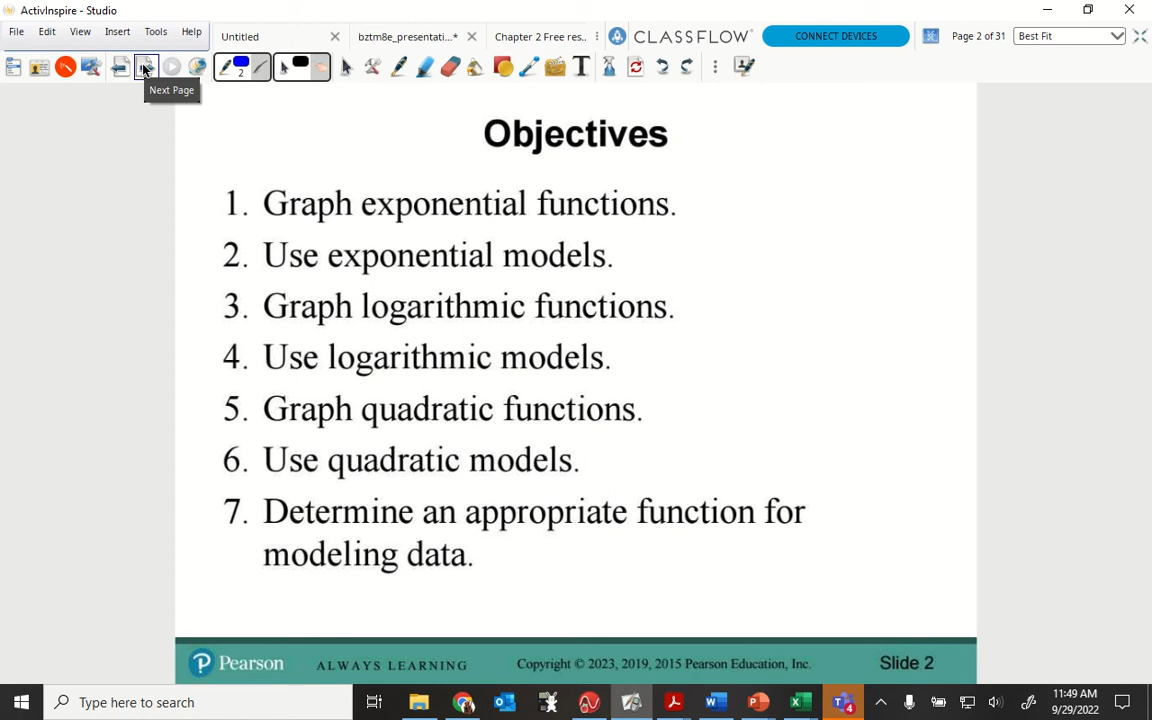 ActivInspire - Studio
File Edit View Insert Tools Help
Untitled
bztm8e_presentati...*
Chapter 2 Free res..
CLASSFLOW
CONNECT DEVICES
Page 2 of 31
Best Fit
2
Next Page
Objectives
1. Graph exponential functions.
2. Use exponential models.
3. Graph logarithmic functions.
4. Use logarithmic models.
5. Graph quadratic functions.
6. Use quadratic models.
7. Determine an appropriate function for
modeling data.
Pearson ALWAYS LEARNING Copyright © 2023, 2019, 2015 Pearson Education, Inc. Slide 2
Type here to search
4
11:49 AM
9/29/2022